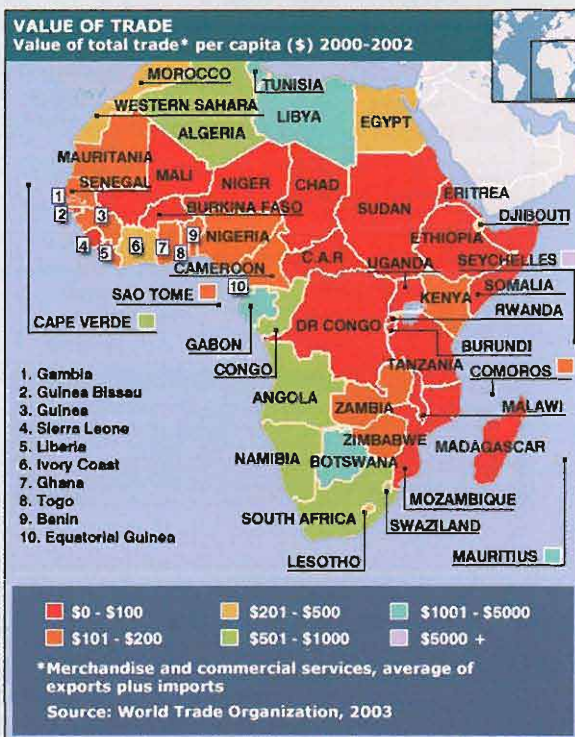 VALUE OF TRADE
Value of total trade* per capita ($) 2000-2002
MOROCCO
TUNISIA
WESTERN SAHARA
ALGERIA
LIBYA
EGYPT
MAURITANIA
SENEGAL
MALI
NIGER
CHAD
ERITREA
1
2
3
BURKINA FASO
SUDAN
DJIBOUTI
4
5
6
7
8
9
NIGERIA
ETHIOPIA
CAMEROON
C.A.R
UGANDA
SEYCHELLES
10
SAO TOME
KENYA
SOMALIA
RWANDA
CAPE VERDE
GABON
DR CONGO
BURUNDI
CONGO
TANZANIA
COMOROS
1. Gambia
2. Guinea Bissau
3. Guinea
4. Sierra Leone
5. Liberia
6. Ivory Coast
7. Ghana
8. Togo
9. Benin
10. Equatorial Guinea
ANGOLA
ZAMBIA
MALAWI
ZIMBABWE
NAMIBIA
BOTSWANA
MADAGASCAR
MOZAMBIQUE
SOUTH AFRICA
SWAZILAND
LESOTHO
MAURITIUS
$0 - $100
$201 - $500
$1001 - $5000
$101 - $200
$501 - $1000
$5000 +
*Merchandise and commercial services, average of
exports plus imports
Source: World Trade Organization, 2003